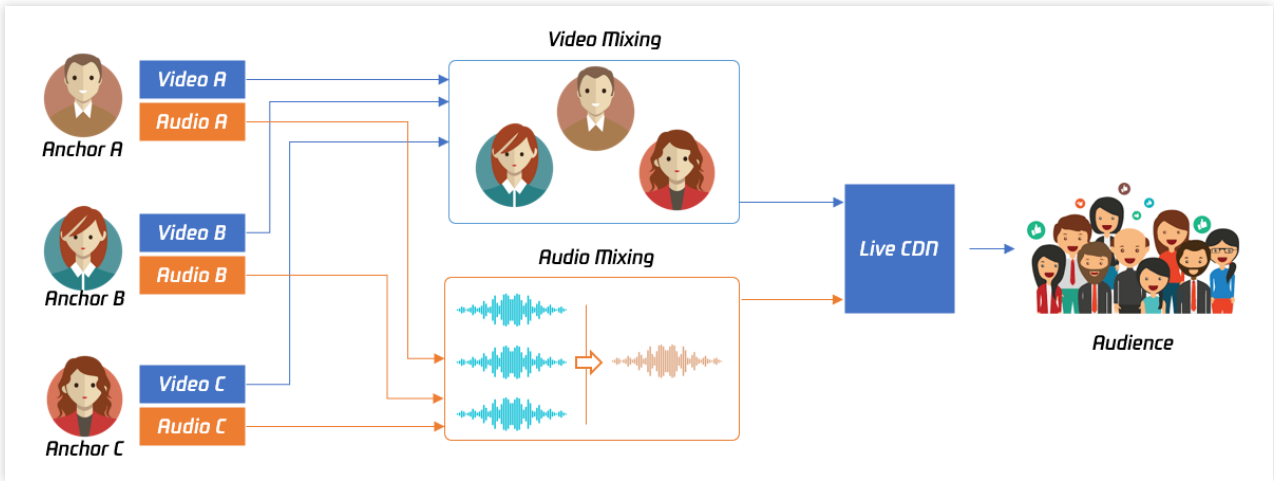 Video Mixing
Video A
Audio A
Anchor A
Video B
Audio B
Anchor B
Live CDN
Audio Mixing
Audience
Video C
Audio C
Anchor C